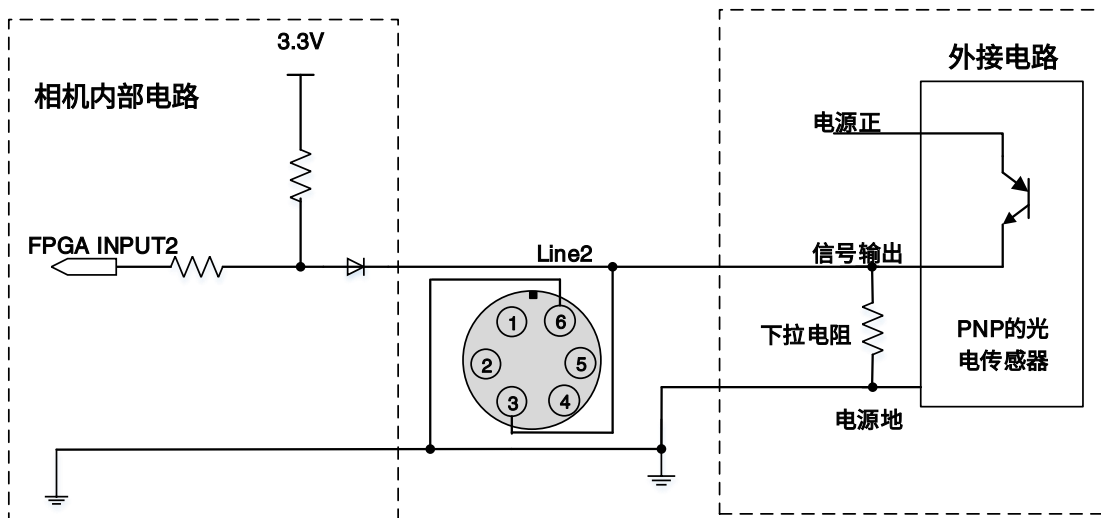 3.3V
相机内部电路
FPGA INPUT2
Line2
1
6
2
5
3
4
外接电路
电源正
信号输出
下拉电阻
PNP的光
电传感器
电源地